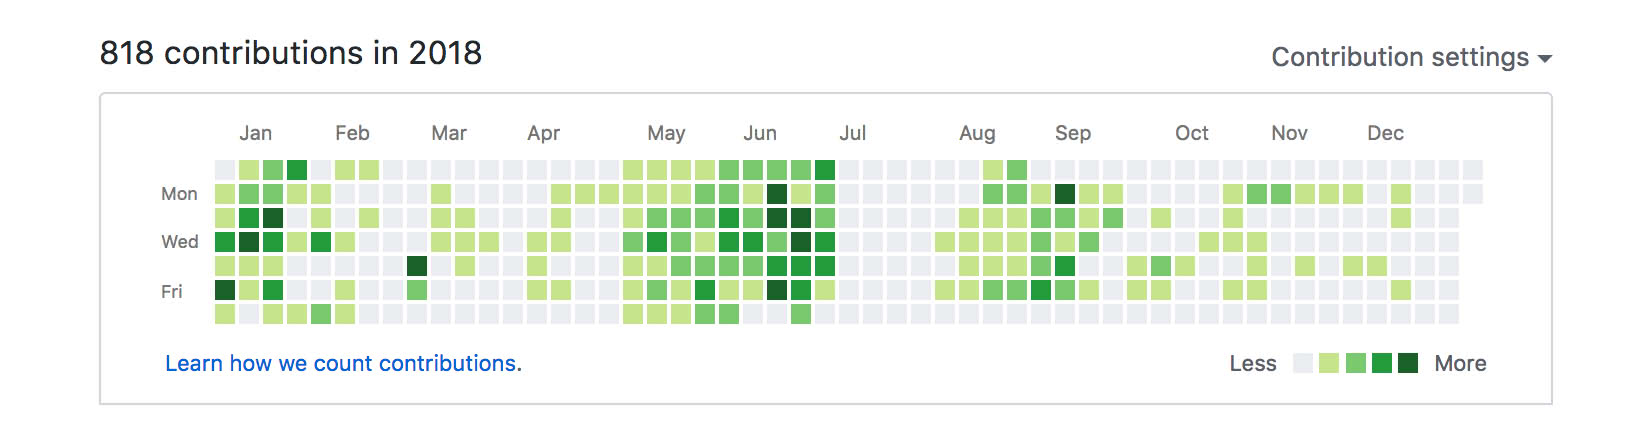 818 contributions in 2018
Contribution settings
Jan Feb Mar Apr May Jun Jul Aug Sep Oct Nov Dec
Mon
Wed
Fri
Learn how we count contributions.
Less More